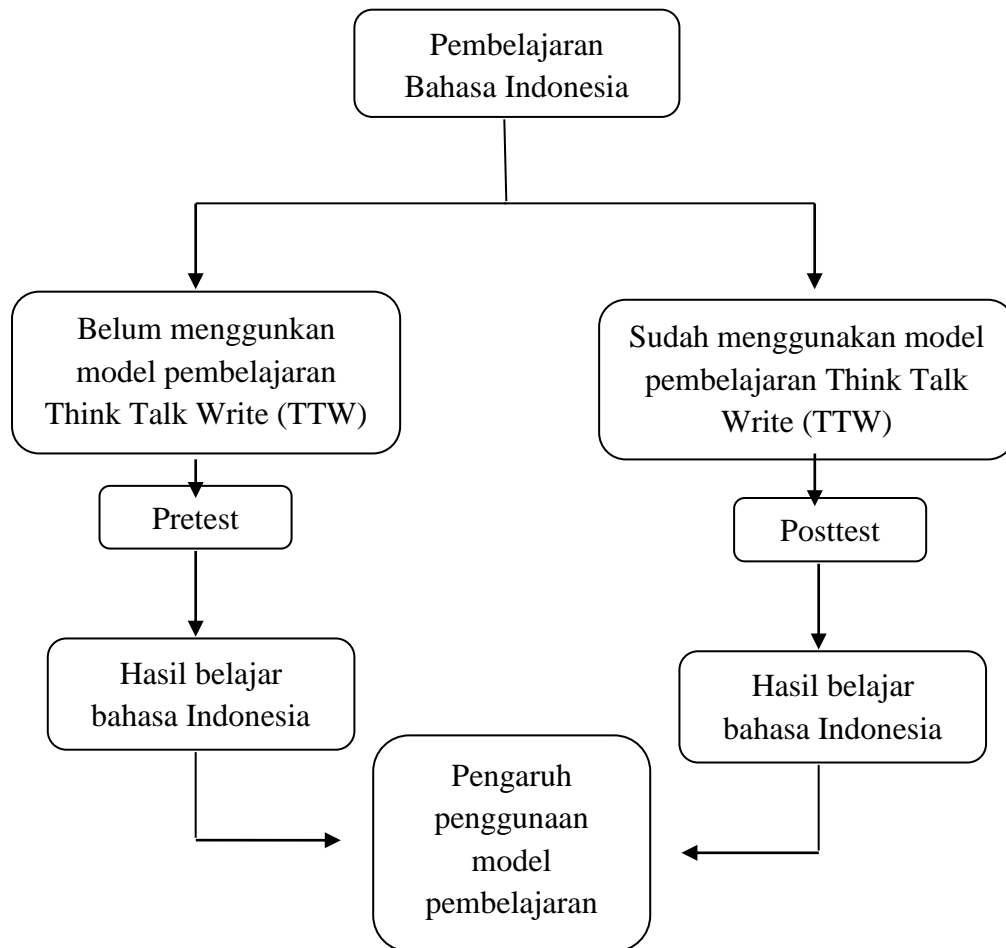 Pembelajaran
Bahasa Indonesia
Belum menggunkan
model pembelajaran
Think Talk Write (TTW)
Sudah menggunakan model
pembelajaran Think Talk
Write (TTW)
Pretest
Posttest
Hasil belajar
bahasa Indonesia
Hasil belajar
bahasa Indonesia
Pengaruh
penggunaan
model
pembelajaran